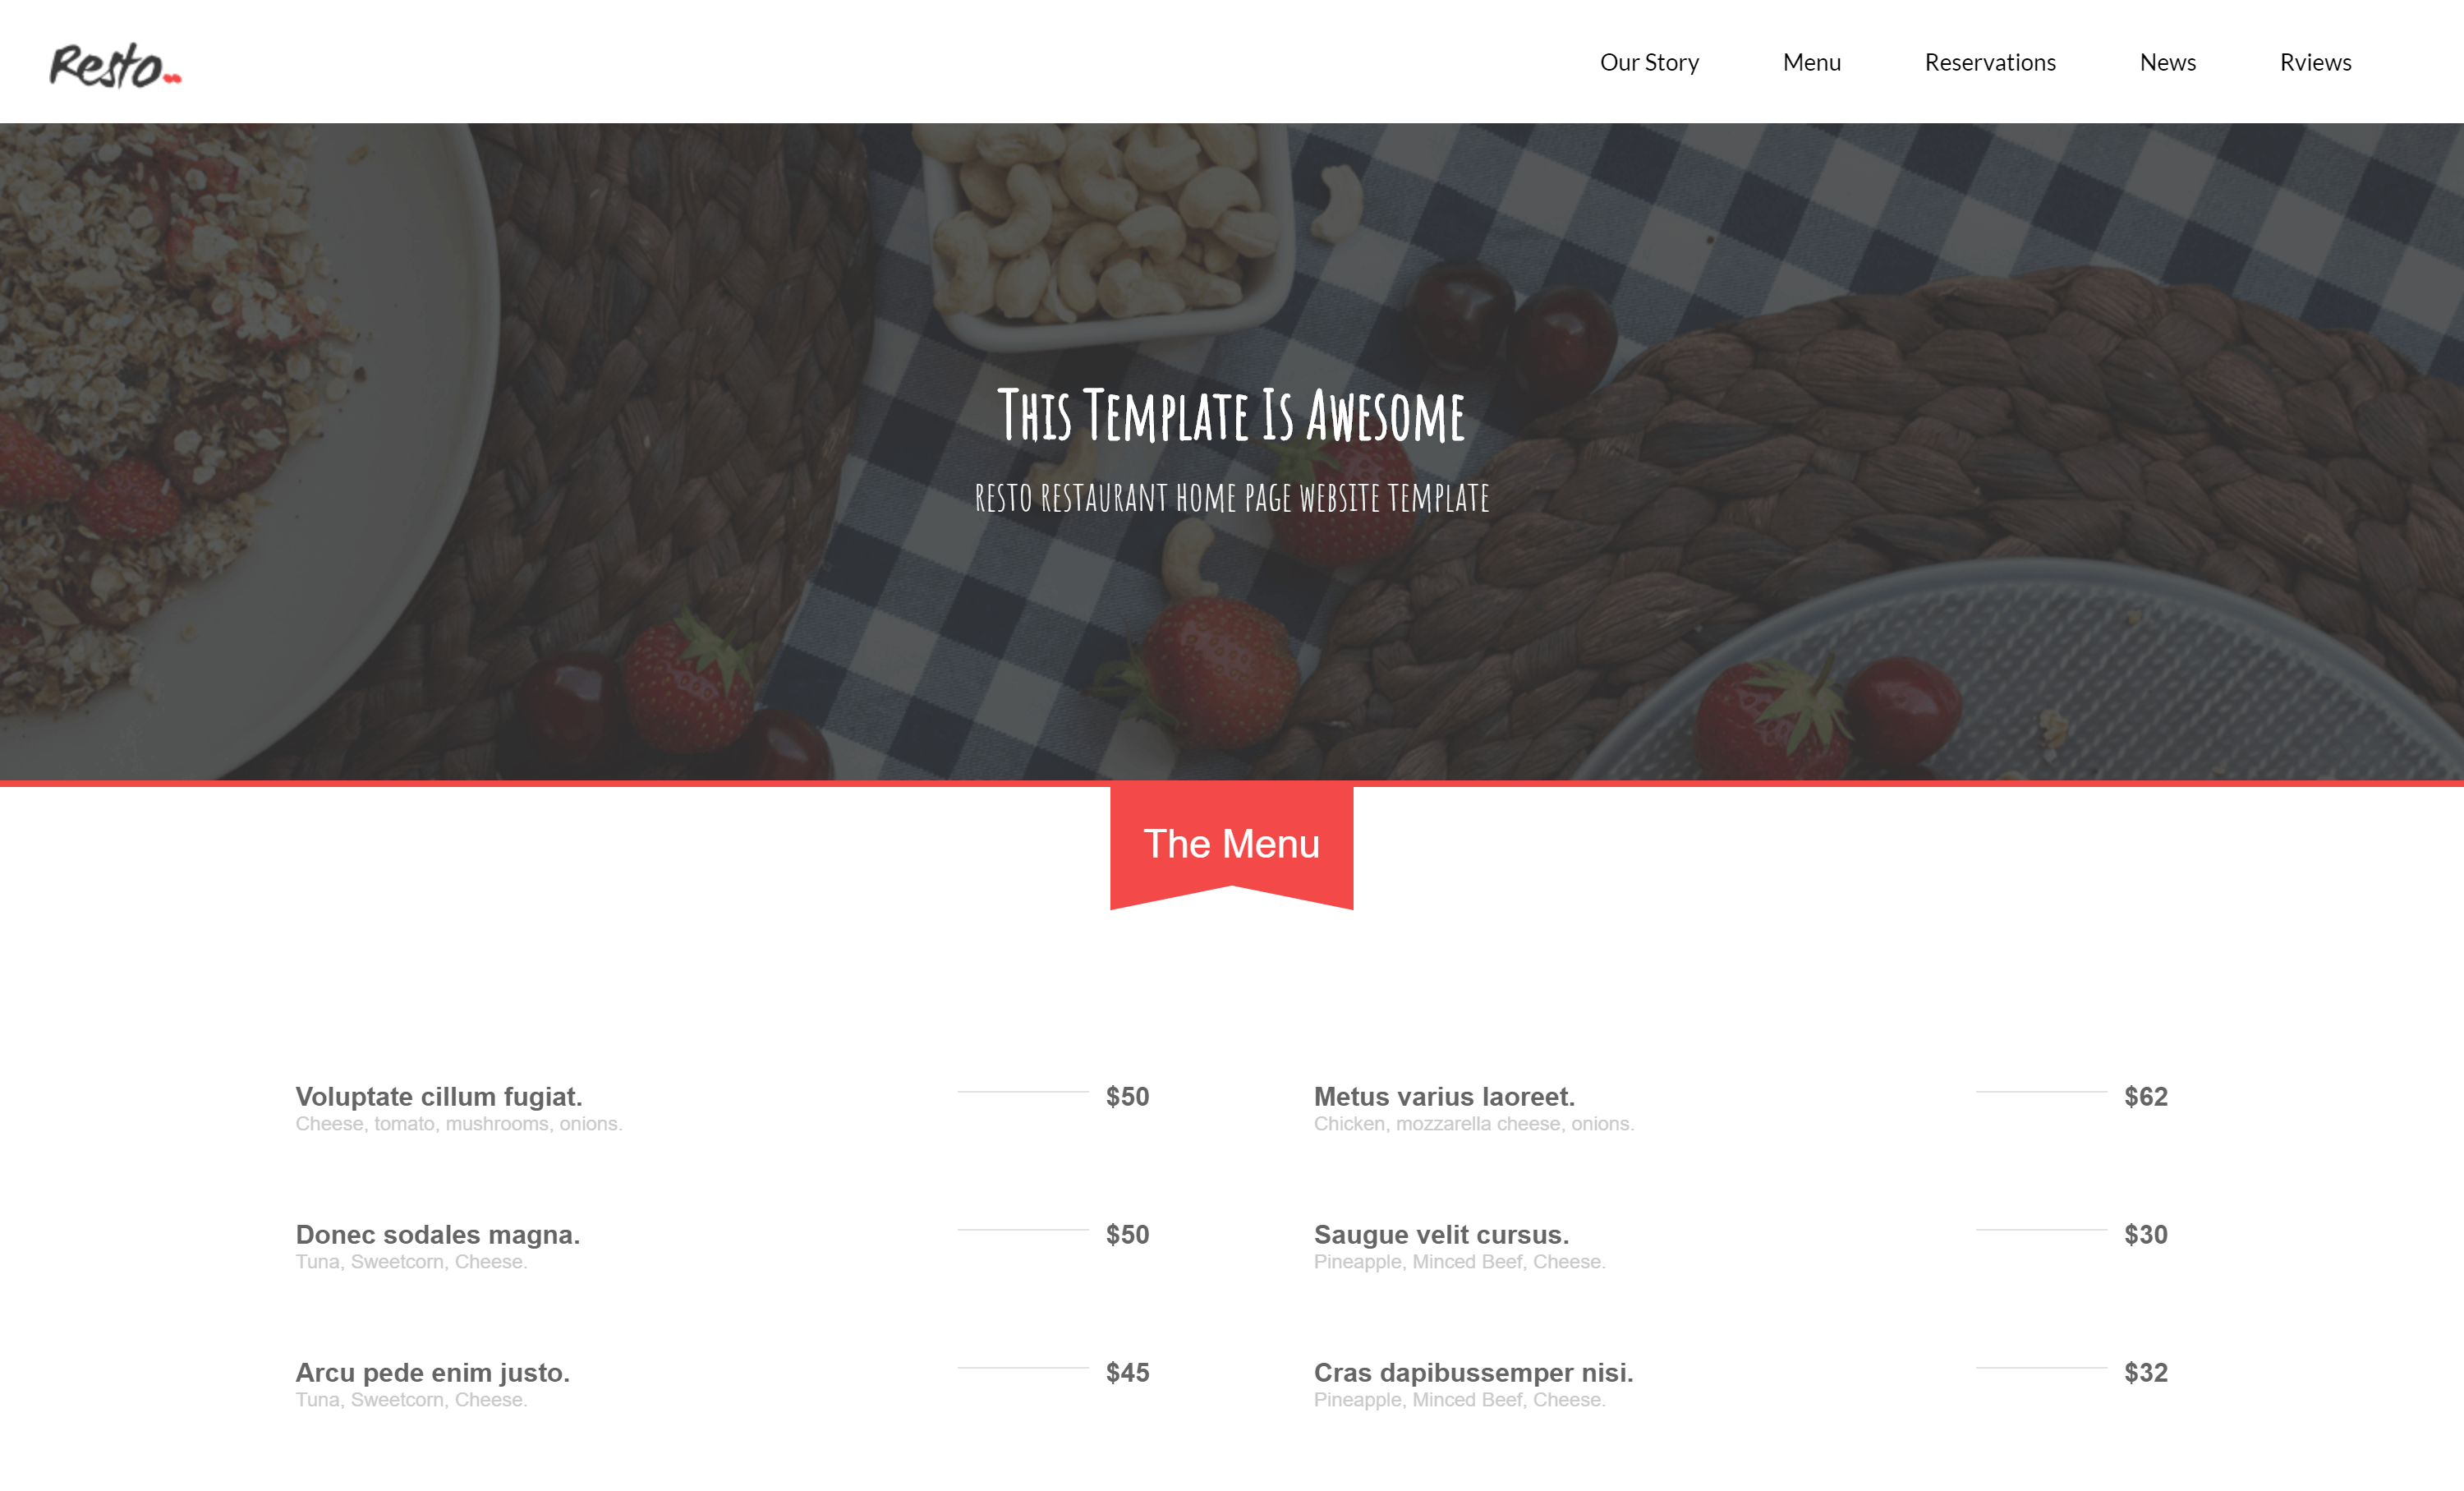 Resto
Our Story Menu Reservations News Rviews
This Template Is Awesome
RESTO RESTAURANT HOME PAGE WEBSITE TEMPLATE
The Menu
Voluptate cillum fugiat. $50
Cheese, tomato, mushrooms, onions.
Metus varius laoreet. $62
Chicken, mozzarella cheese, onions.
Donec sodales magna. $50
Tuna, Sweetcorn, Cheese.
Saugue velit cursus. $30
Pineapple, Minced Beef, Cheese.
Arcu pede enim justo. $45
Tuna, Sweetcorn, Cheese.
Cras dapibussemper nisi. $32
Pineapple, Minced Beef, Cheese.